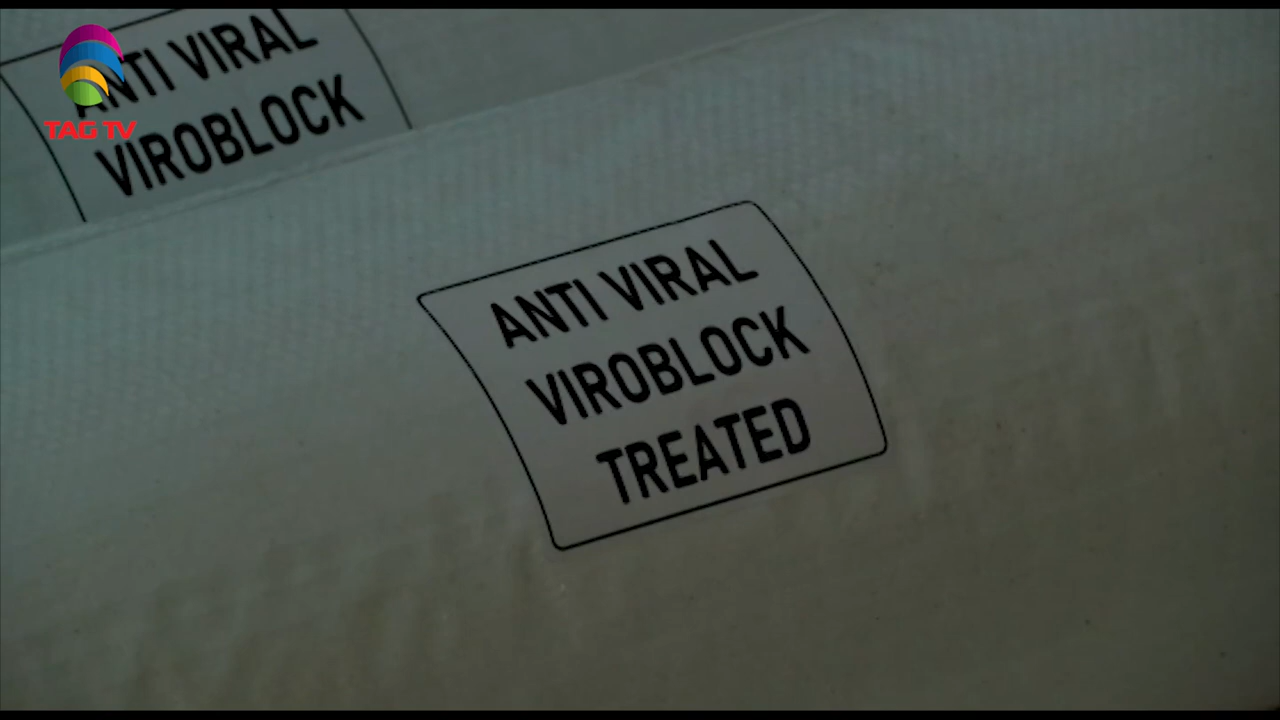 TAG TV
ANTI VIRAL
VIROBLOCK
ANTI VIRAL
VIROBLOCK
TREATED